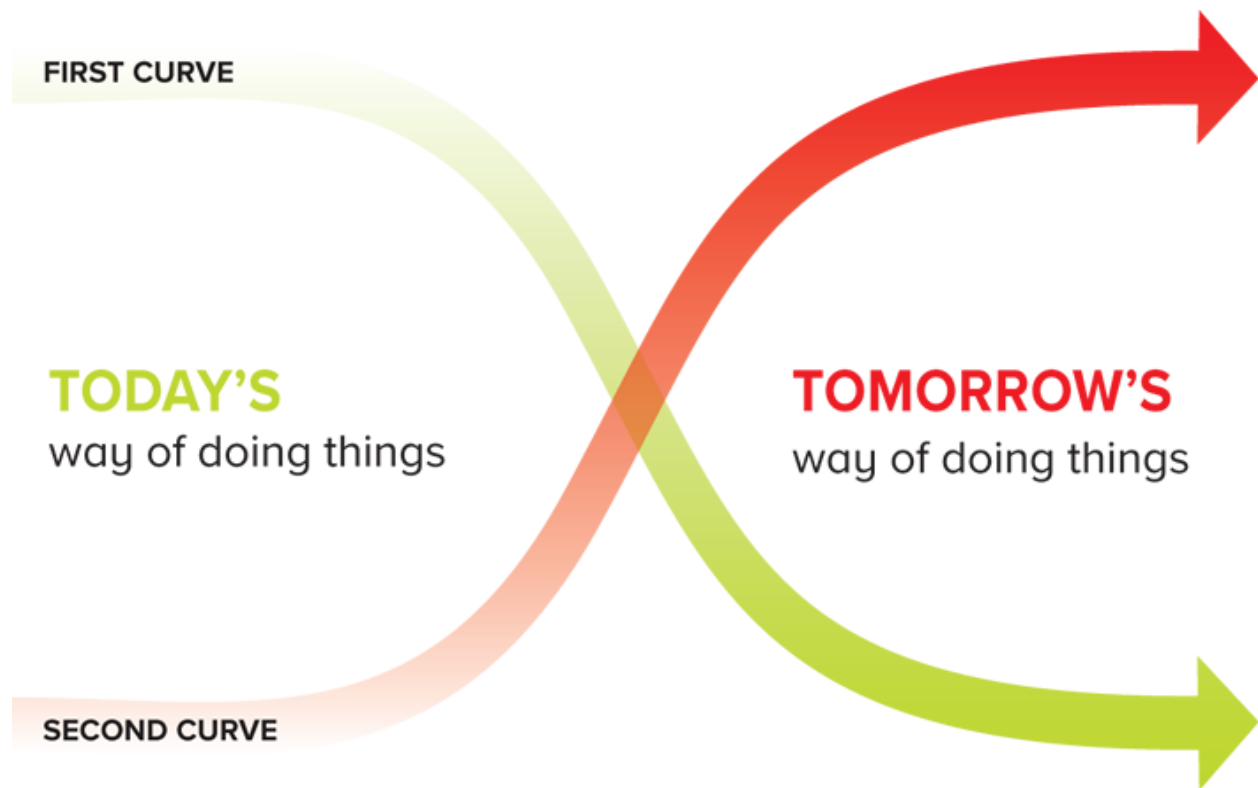 FIRST CURVE
TODAY’S
way of doing things
TOMORROW’S
way of doing things
SECOND CURVE